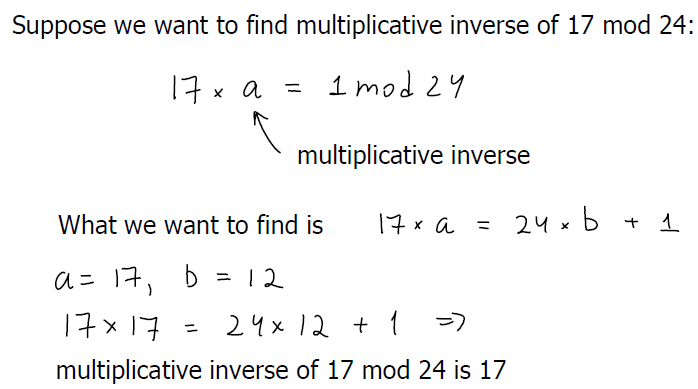 Suppose we want to find multiplicative inverse of 17 mod 24:
17 × a = 1 mod 24
multiplicative inverse
What we want to find is 17 × a = 24 × b + 1
a = 17, b = 12
17 × 17 = 24 × 12 + 1 =>
multiplicative inverse of 17 mod 24 is 17